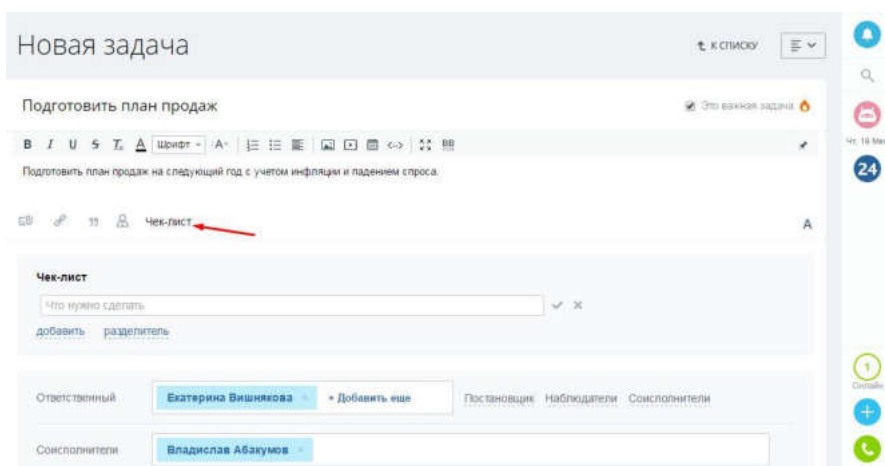 Новая задача
К СПИСКУ
Подготовить план продаж
Это важная задача
B I U S Tx A Шрифт A BB
Подготовить план продаж на следующий год с учетом инфляции и падением спроса.
Чек-лист
A
Чек-лист
Что нужно сделать
добавить разделитель
Ответственный Екатерина Вишнякова × + Добавить еще Постановщик Наблюдатели Соисполнители
Соисполнители Владислав Абакумов ×
24
1
Онлайн